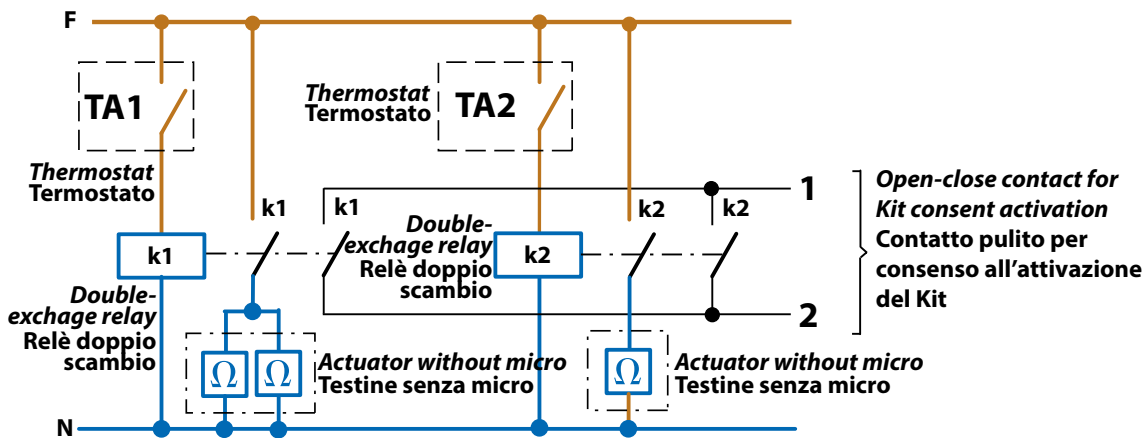 F
TA1
Thermostat
Termostato
Thermostat
Termostato
TA2
k1
k1
k1
Double-
exchage relay
Relè doppio
scambio
Double-
exchage relay
Relè doppio
scambio
k2
k2
k2
1
2
Open-close contact for
Kit consent activation
Contatto pulito per
consenso all'attivazione
del Kit
Ω
Ω
Actuator without micro
Testine senza micro
Ω
Actuator without micro
Testine senza micro
N